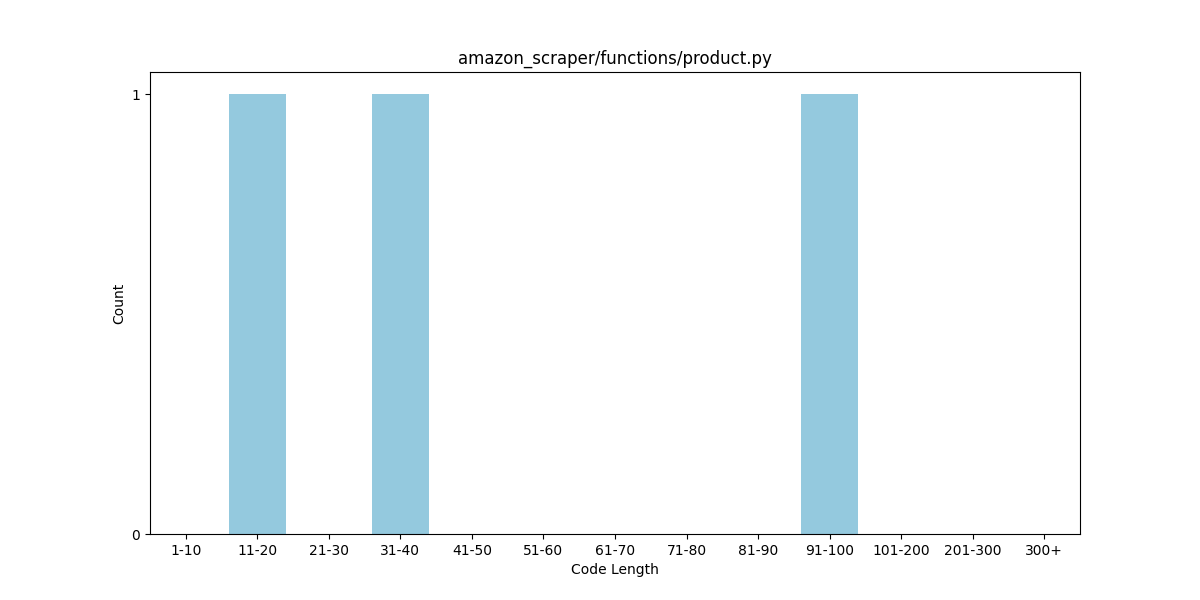 amazon_scraper/functions/product.py
1
Count
0
1-10 11-20 21-30 31-40 41-50 51-60 61-70 71-80 81-90 91-100 101-200 201-300 300+
Code Length